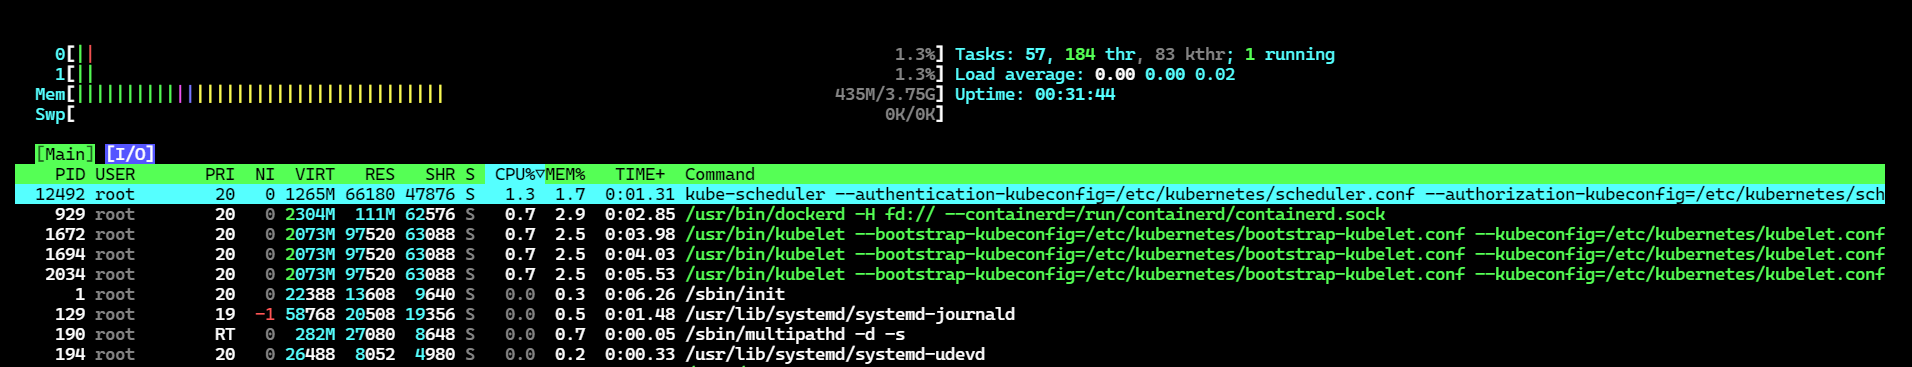 0[|| 1.3%] Tasks: 57, 184 thr, 83 kthr; 1 running
1[|| 1.3%] Load average: 0.00 0.00 0.02
Mem[||||||||||||||||||||||||||||||||||||| 435M/3.75G] Uptime: 00:31:44
Swp[ 0K/0K]
[Main] [I/O]
PID USER PRI NI VIRT RES SHR S CPU%▽MEM% TIME+ Command
12492 root 20 0 1265M 66180 47876 S 1.3 1.7 0:01.31 kube-scheduler --authentication-kubeconfig=/etc/kubernetes/scheduler.conf --authorization-kubeconfig=/etc/kubernetes/sch
929 root 20 0 2304M 111M 62576 S 0.7 2.9 0:02.85 /usr/bin/dockerd -H fd:// --containerd=/run/containerd/containerd.sock
1672 root 20 0 2073M 97520 63088 S 0.7 2.5 0:03.98 /usr/bin/kubelet --bootstrap-kubeconfig=/etc/kubernetes/bootstrap-kubelet.conf --kubeconfig=/etc/kubernetes/kubelet.conf
1694 root 20 0 2073M 97520 63088 S 0.7 2.5 0:04.03 /usr/bin/kubelet --bootstrap-kubeconfig=/etc/kubernetes/bootstrap-kubelet.conf --kubeconfig=/etc/kubernetes/kubelet.conf
2034 root 20 0 2073M 97520 63088 S 0.7 2.5 0:05.53 /usr/bin/kubelet --bootstrap-kubeconfig=/etc/kubernetes/bootstrap-kubelet.conf --kubeconfig=/etc/kubernetes/kubelet.conf
1 root 20 0 22388 13608 9640 S 0.0 0.3 0:06.26 /sbin/init
129 root 19 -1 58768 20508 19356 S 0.0 0.5 0:01.48 /usr/lib/systemd/systemd-journald
190 root RT 0 282M 27080 8648 S 0.0 0.7 0:00.05 /sbin/multipathd -d -s
194 root 20 0 26488 8052 4980 S 0.0 0.2 0:00.33 /usr/lib/systemd/systemd-udevd